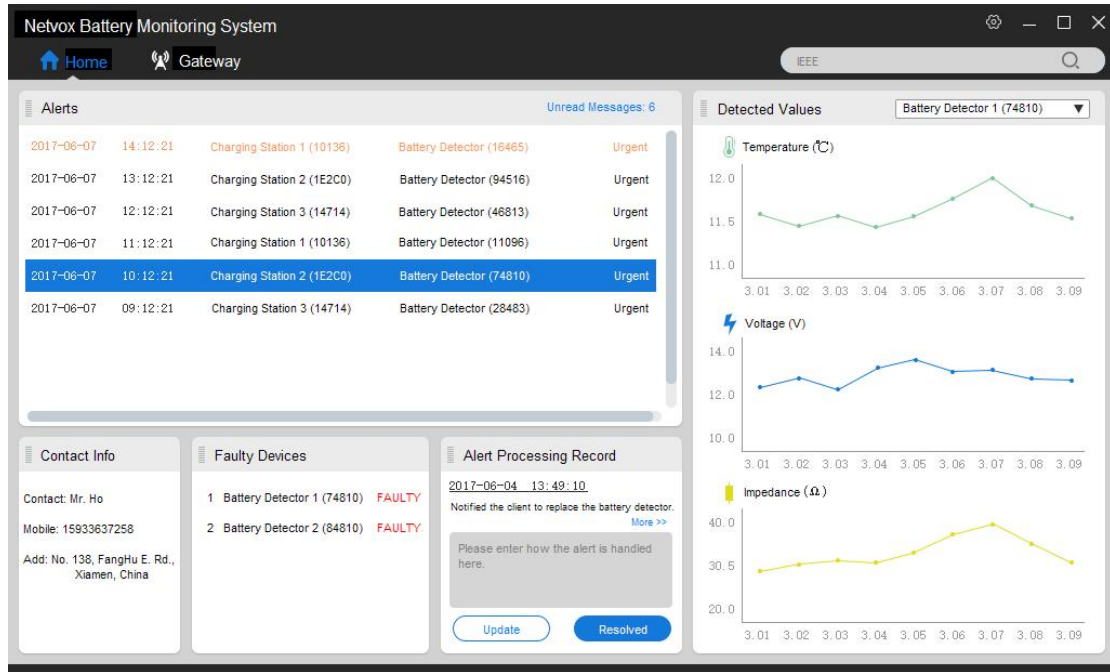 Netvox Battery Monitoring System
Home Gateway
IEEE
Alerts Unread Messages: 6
2017-06-07 14:12:21 Charging Station 1 (10136) Battery Detector (16465) Urgent
2017-06-07 13:12:21 Charging Station 2 (1E2C0) Battery Detector (94516) Urgent
2017-06-07 12:12:21 Charging Station 3 (14714) Battery Detector (46813) Urgent
2017-06-07 11:12:21 Charging Station 1 (10136) Battery Detector (11096) Urgent
2017-06-07 10:12:21 Charging Station 2 (1E2C0) Battery Detector (74810) Urgent
2017-06-07 09:12:21 Charging Station 3 (14714) Battery Detector (28483) Urgent
Contact Info
Contact: Mr. Ho
Mobile: 15933637258
Add: No. 138, FangHu E. Rd.,
Xiamen, China
Faulty Devices
1 Battery Detector 1 (74810) FAULTY
2 Battery Detector 2 (84810) FAULTY
Alert Processing Record
2017-06-04 13:49:10
Notified the client to replace the battery detector.
More >>
Please enter how the alert is handled
here.
Update Resolved
Detected Values Battery Detector 1 (74810)
Temperature (℃)
12.0
11.5
11.0
3.01 3.02 3.03 3.04 3.05 3.06 3.07 3.08 3.09
Voltage (V)
14.0
12.0
10.0
3.01 3.02 3.03 3.04 3.05 3.06 3.07 3.08 3.09
Impedance (Ω)
40.0
30.5
20.0
3.01 3.02 3.03 3.04 3.05 3.06 3.07 3.08 3.09